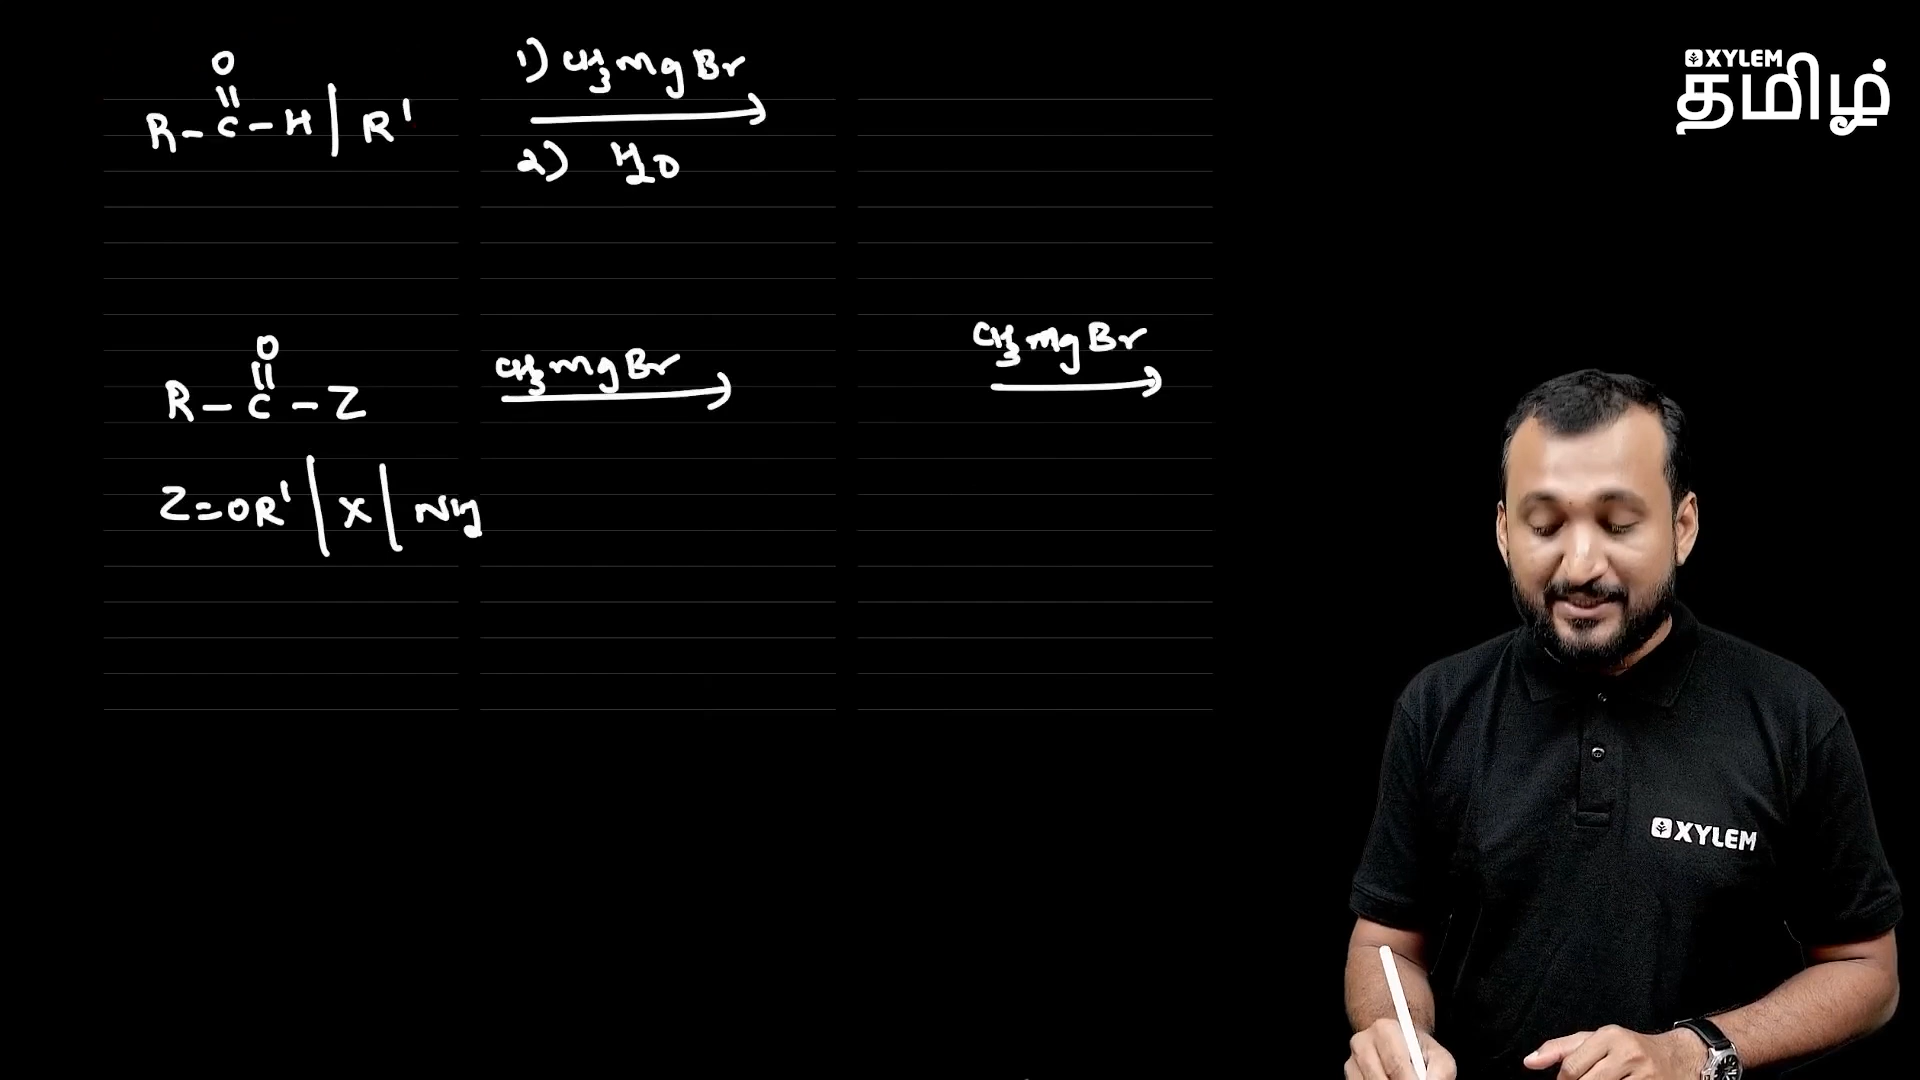 O
||
R-C-H | R'
1) CH3MgBr
2) H2O
XYLEM
தமிழ்
O
||
R-C-Z
CH3MgBr
CH3MgBr
Z=OR' | X | NH2
XYLEM